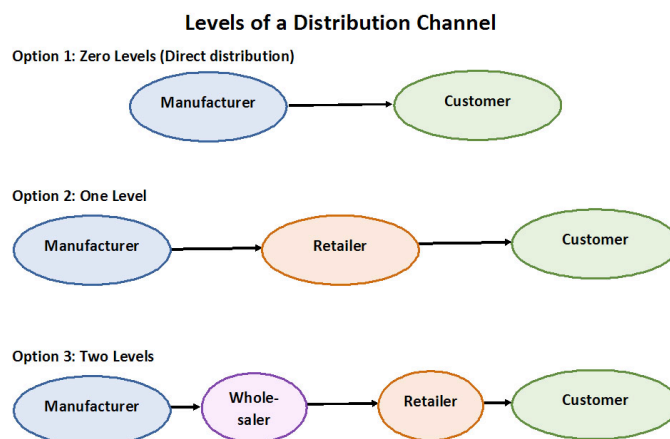 Levels of a Distribution Channel
Option 1: Zero Levels (Direct distribution)
Manufacturer
Customer
Option 2: One Level
Manufacturer
Retailer
Customer
Option 3: Two Levels
Manufacturer
Whole-
saler
Retailer
Customer